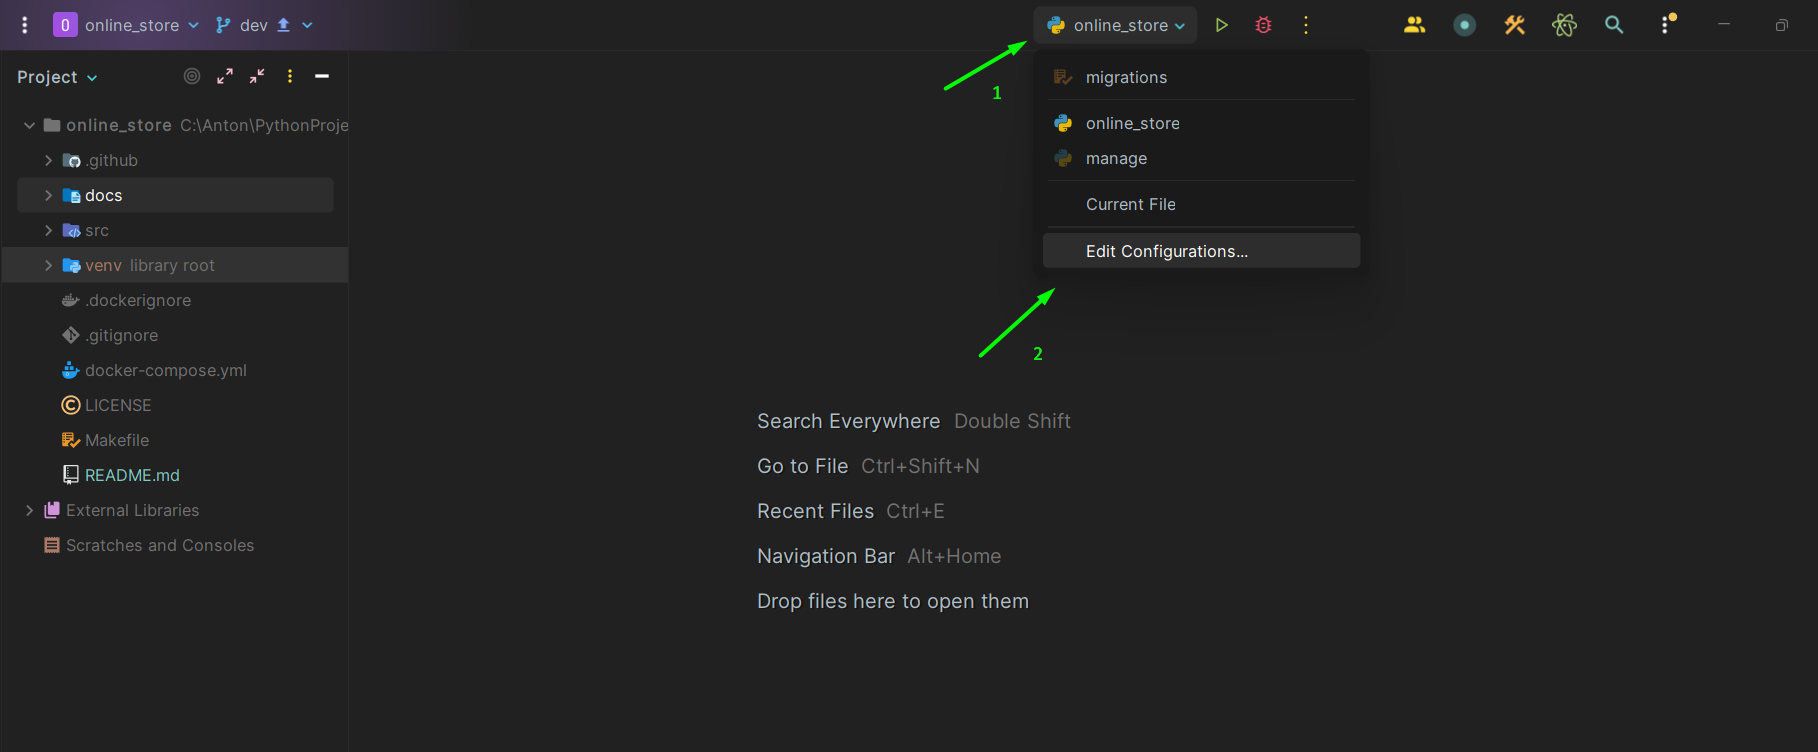 O online_store dev
online_store
Project
1
migrations
online_store C:\Anton\PythonProje
online_store
.github
manage
docs
Current File
src
Edit Configurations...
venv library root
.dockerignore
.gitignore
2
docker-compose.yml
LICENSE
Search Everywhere Double Shift
Makefile
Go to File Ctrl+Shift+N
README.md
Recent Files Ctrl+E
External Libraries
Scratches and Consoles
Navigation Bar Alt+Home
Drop files here to open them